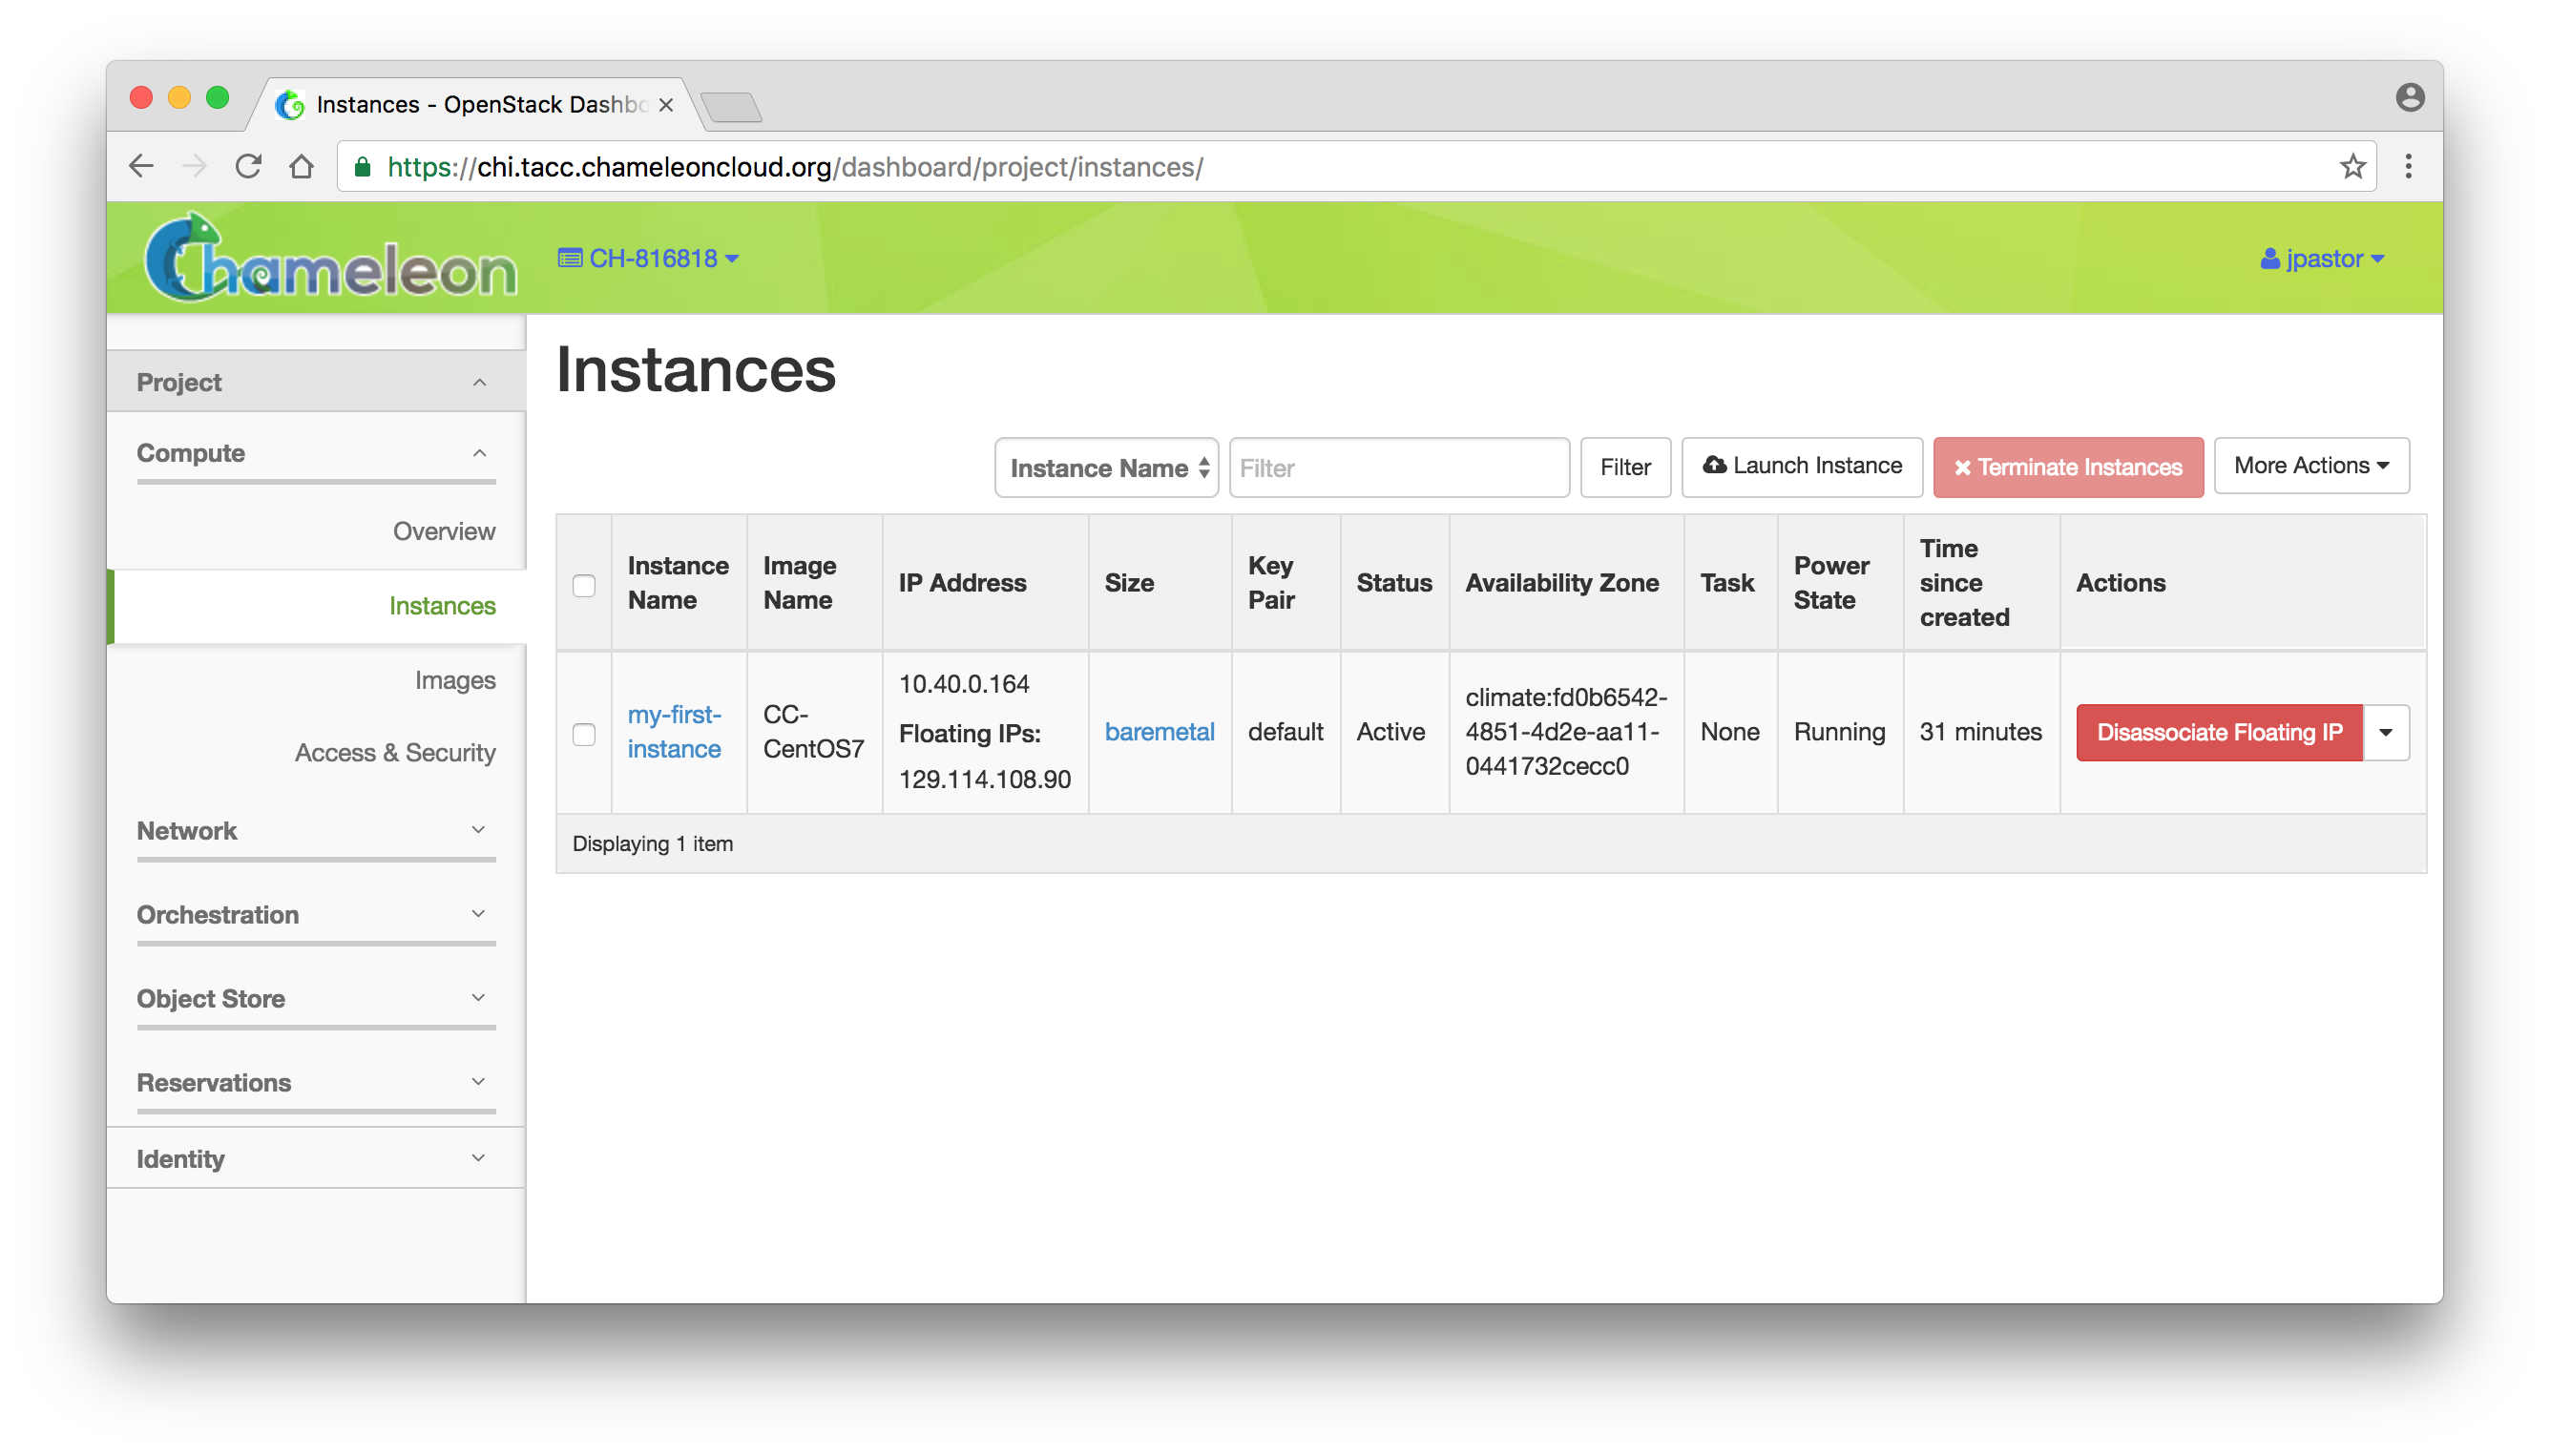 Instances - OpenStack Dashbo
https://chi.tacc.chameleoncloud.org/dashboard/project/instances/
Chameleon
CH-816818
jpastor
Project
Compute
Overview
Instances
Images
Access & Security
Network
Orchestration
Object Store
Reservations
Identity
Instances
Instance Name
Filter
Filter
Launch Instance
Terminate Instances
More Actions
Instance
Name
Image
Name
IP Address
Size
Key
Pair
Status
Availability Zone
Task
Power
State
Time
since
created
Actions
my-first-
instance
CC-
CentOS7
10.40.0.164
Floating IPs:
129.114.108.90
baremetal
default
Active
climate:fd0b6542-
4851-4d2e-aa11-
0441732cecc0
None
Running
31 minutes
Disassociate Floating IP
Displaying 1 item